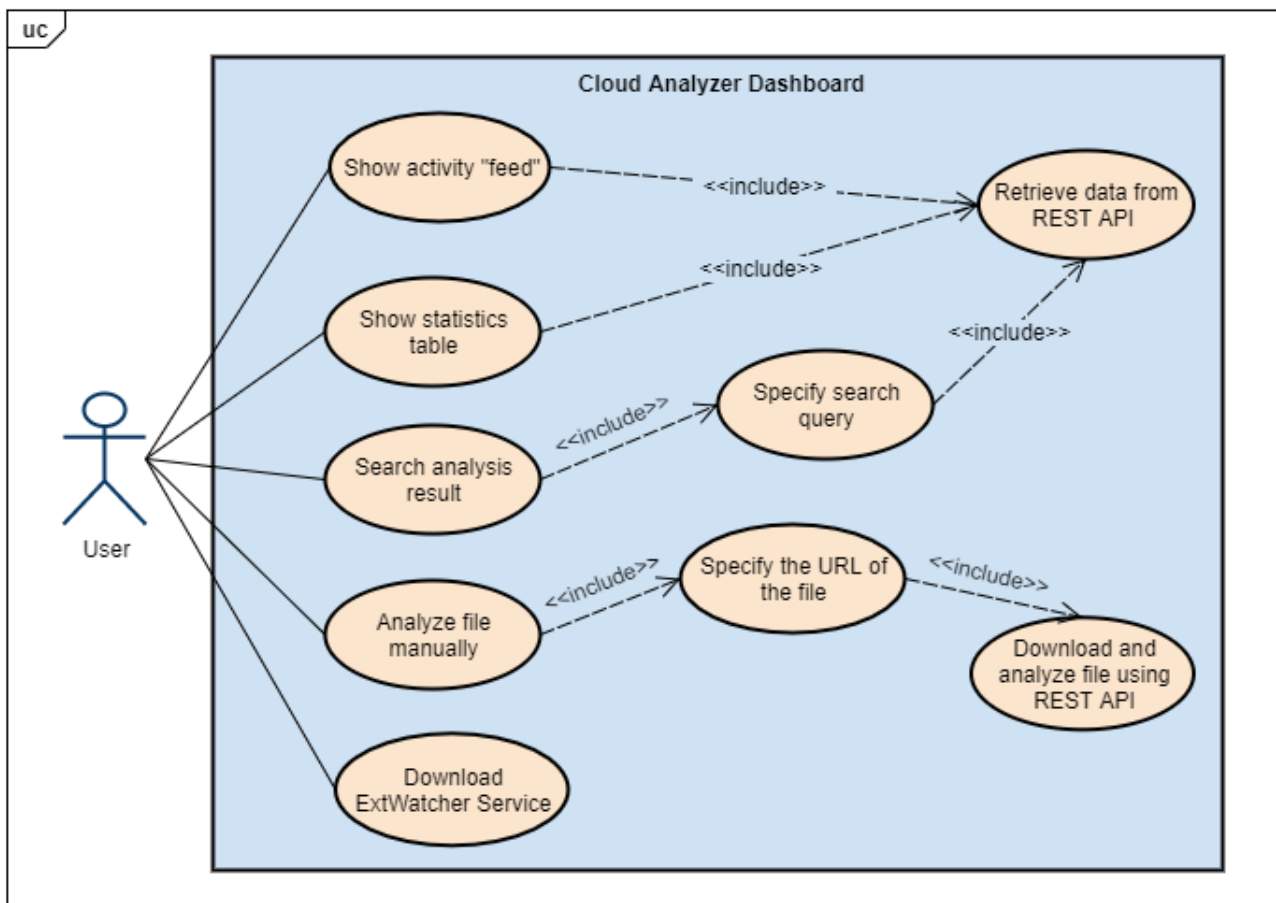 uc
Cloud Analyzer Dashboard
Show activity "feed"
<<include>>
Retrieve data from
REST API
Show statistics
table
<<include>>
<<include>>
Search analysis
result
<<include>>
Specify search
query
User
Analyze file
manually
<<include>>
Specify the URL of
the file
<<include>>
Download and
analyze file using
REST API
Download
ExtWatcher Service